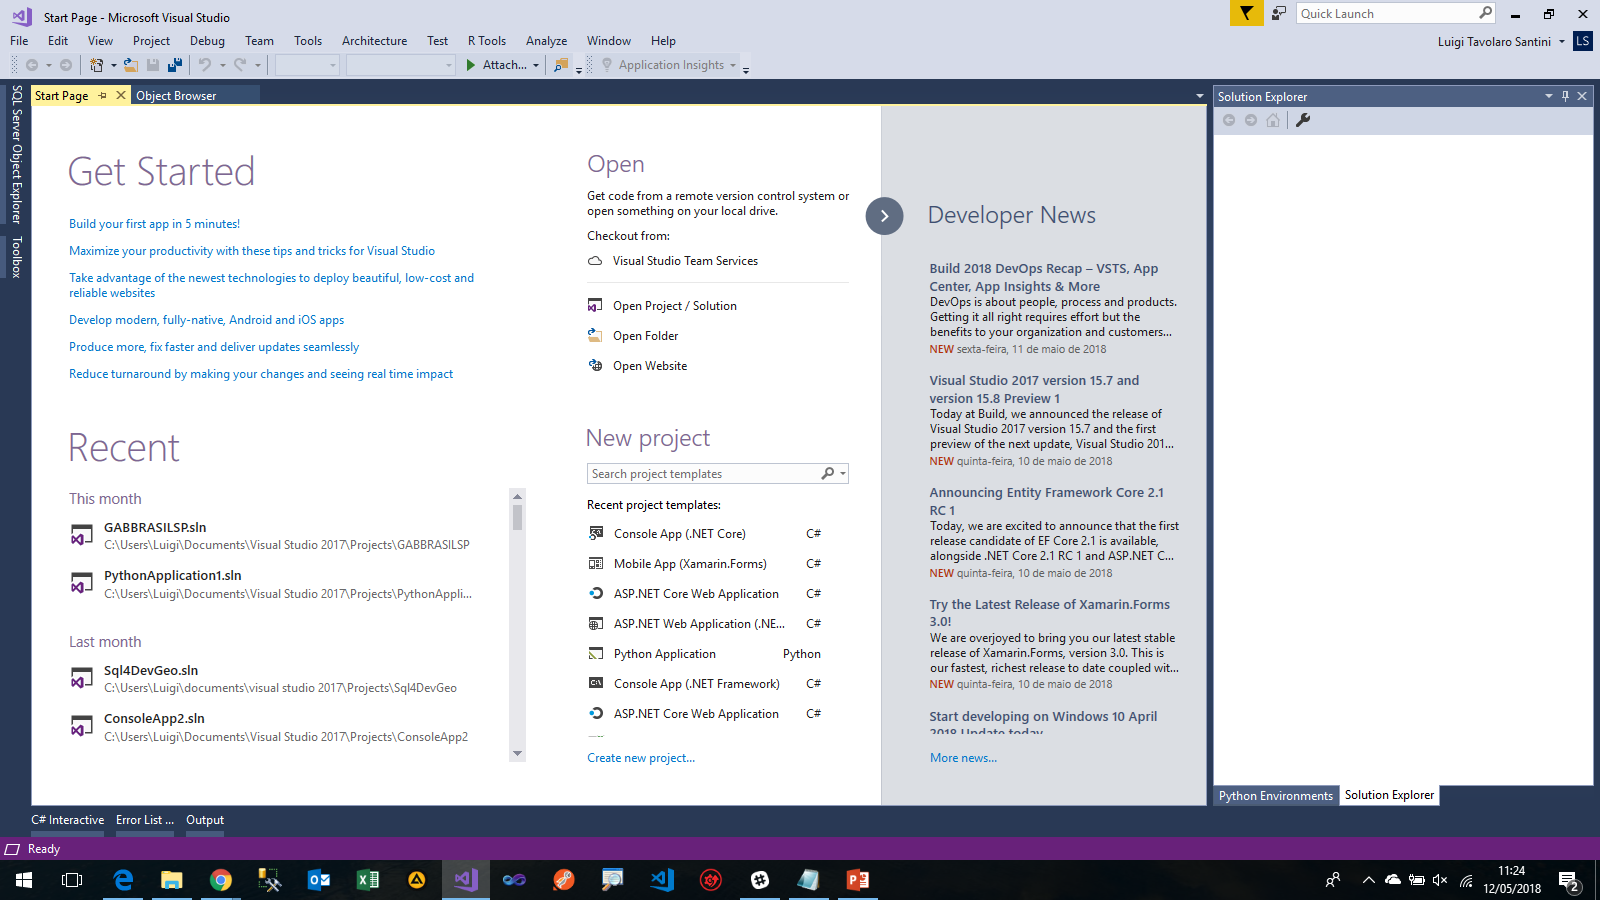 Start Page - Microsoft Visual Studio
Quick Launch
File Edit View Project Debug Team Tools Architecture Test R Tools Analyze Window Help
Luigi Tavolaro Santini LS
Attach...
Application Insights
SQL Server Object Explorer
Toolbox
Start Page
Object Browser
Get Started
Build your first app in 5 minutes!
Maximize your productivity with these tips and tricks for Visual Studio
Take advantage of the newest technologies to deploy beautiful, low-cost and
reliable websites
Develop modern, fully-native, Android and iOS apps
Produce more, fix faster and deliver updates seamlessly
Reduce turnaround by making your changes and seeing real time impact
Recent
This month
GABBRASILSP.sln
C:\Users\Luigi\Documents\Visual Studio 2017\Projects\GABBRASILSP
PythonApplication1.sln
C:\Users\Luigi\Documents\Visual Studio 2017\Projects\PythonAppli...
Last month
Sql4DevGeo.sln
C:\Users\Luigi\documents\visual studio 2017\Projects\Sql4DevGeo
ConsoleApp2.sln
C:\Users\Luigi\Documents\Visual Studio 2017\Projects\ConsoleApp2
Open
Get code from a remote version control system or
open something on your local drive.
Checkout from:
Visual Studio Team Services
Open Project / Solution
Open Folder
Open Website
New project
Search project templates
Recent project templates:
Console App (.NET Core) C#
Mobile App (Xamarin.Forms) C#
ASP.NET Core Web Application C#
ASP.NET Web Application (.NE... C#
Python Application Python
Console App (.NET Framework) C#
ASP.NET Core Web Application C#
Create new project...
Developer News
Build 2018 DevOps Recap – VSTS, App
Center, App Insights & More
DevOps is about people, process and products.
Getting it all right requires effort but the
benefits to your organization and customers...
NEW sexta-feira, 11 de maio de 2018
Visual Studio 2017 version 15.7 and
version 15.8 Preview 1
Today at Build, we announced the release of
Visual Studio 2017 version 15.7 and the first
preview of the next update, Visual Studio 201...
NEW quinta-feira, 10 de maio de 2018
Announcing Entity Framework Core 2.1
RC 1
Today, we are excited to announce that the first
release candidate of EF Core 2.1 is available,
alongside .NET Core 2.1 RC 1 and ASP.NET C...
NEW quinta-feira, 10 de maio de 2018
Try the Latest Release of Xamarin.Forms
3.0!
We are overjoyed to bring you our latest stable
release of Xamarin.Forms, version 3.0. This is
our fastest, richest release to date coupled wit...
NEW quinta-feira, 10 de maio de 2018
Start developing on Windows 10 April
2018 Update today
More news...
Solution Explorer
Python Environments
Solution Explorer
C# Interactive
Error List ...
Output
Ready
11:24
12/05/2018
2